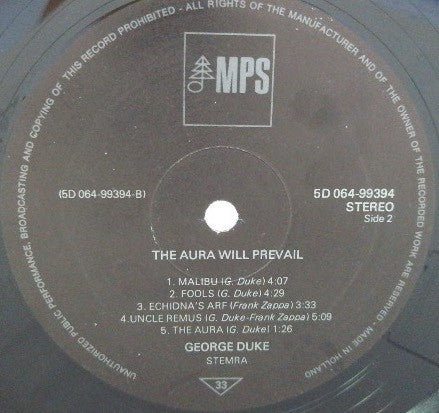 UNAUTHORIZED PUBLIC PERFORMANCE, BROADCASTING AND COPYING OF THIS RECORD PROHIBITED - ALL RIGHTS OF THE MANUFACTURER AND OF THE OWNER OF THE RECORDED WORK ARE RESERVED - MADE IN HOLLAND
MPS
(5D 064-99394-B)
5D 064-99394
STEREO
Side 2
THE AURA WILL PREVAIL
1. MALIBU (G. Duke) 4:07
2. FOOLS (G. Duke) 4:29
3. ECHIDNA'S ARF (Frank Zappa) 3:33
4.UNCLE REMUS (G. Duke-Frank Zappa) 5:09
5. THE AURA (G. Duke) 1:26
GEORGE DUKE
STEMRA
33